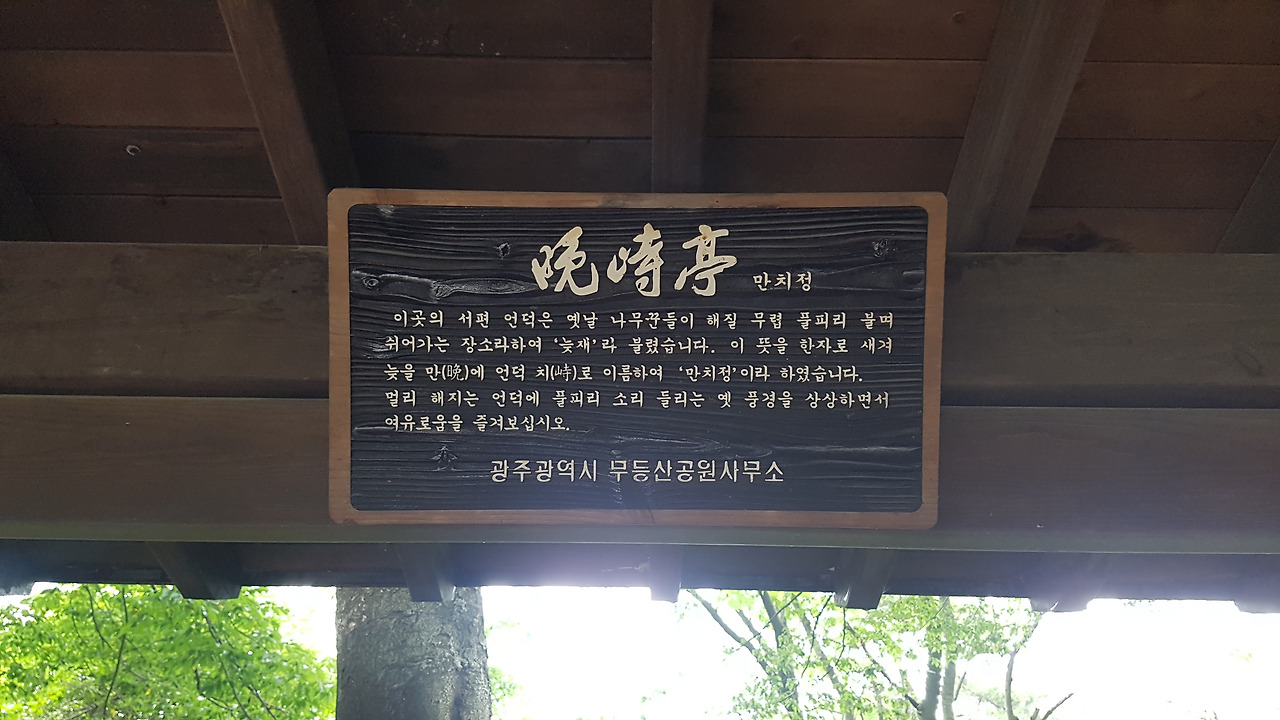 晩峙亭 만치정
이곳의 서편 언덕은 옛날 나무꾼들이 해질 무렵 풀피리 불며
쉬어가는 장소라하여 '늦재'라 불렸습니다. 이 뜻을 한자로 새겨
늦을 만(晩)에 언덕 치(峙)로 이름하여 '만치정'이라 하였습니다.
멀리 해지는 언덕에 풀피리 소리 들리는 옛 풍경을 상상하면서
여유로움을 즐겨보십시오.
광주광역시 무등산공원사무소